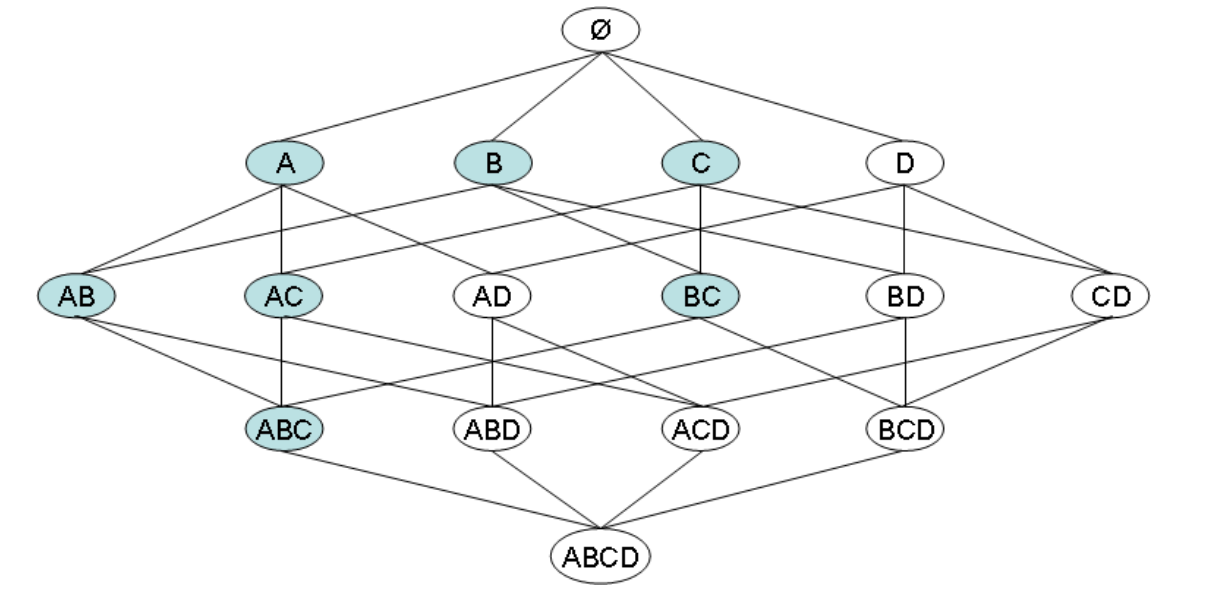 Ø
A B C D
AB AC AD BC BD CD
ABC ABD ACD BCD
ABCD